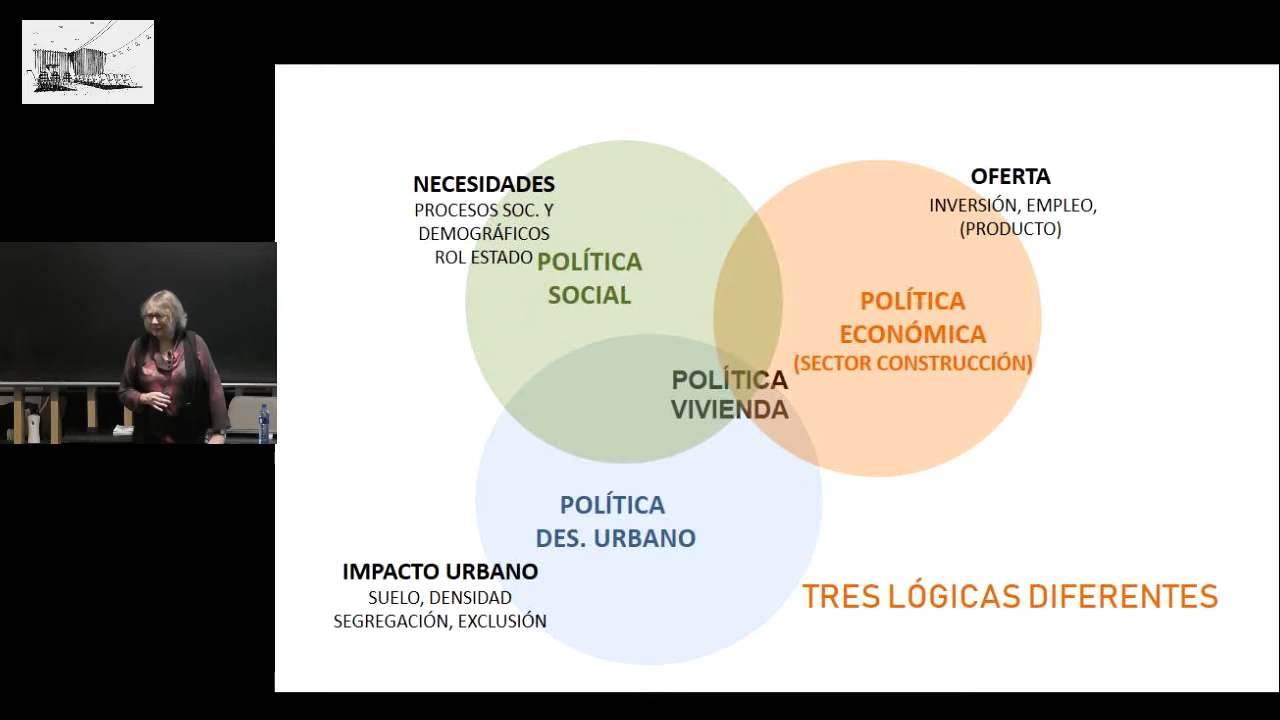 NECESIDADES
PROCESOS SOC. Y
DEMOGRÁFICOS
ROL ESTADO
POLÍTICA
SOCIAL
OFERTA
INVERSIÓN, EMPLEO,
(PRODUCTO)
POLÍTICA
ECONÓMICA
(SECTOR CONSTRUCCIÓN)
POLÍTICA
VIVIENDA
POLÍTICA
DES. URBANO
IMPACTO URBANO
SUELO, DENSIDAD
SEGREGACIÓN, EXCLUSIÓN
TRES LÓGICAS DIFERENTES